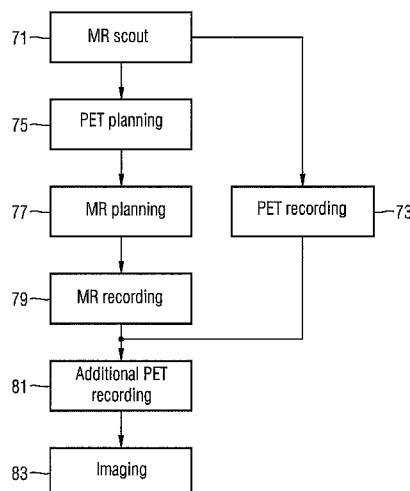 71
MR scout
75
PET planning
77
MR planning
PET recording
73
79
MR recording
81
Additional PET
recording
83
Imaging